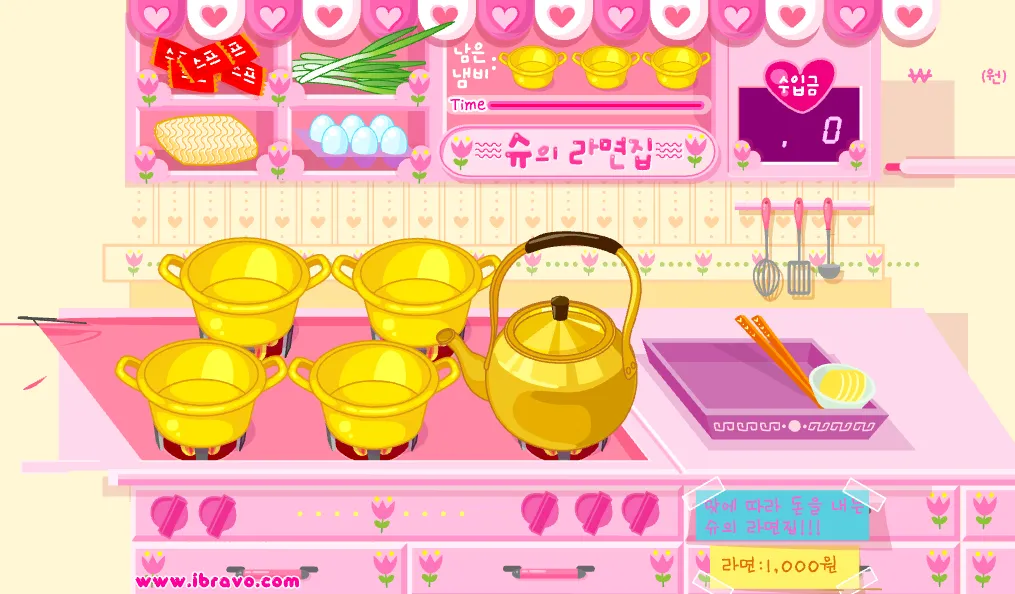 스프 스프 스프
남은
냄비:
Time
슈의 라면집
수입금
₩ (원)
, 0
맛에 따라 돈을 내는,
슈의 라면집!!!
라면:1,000원
www.ibravo.com